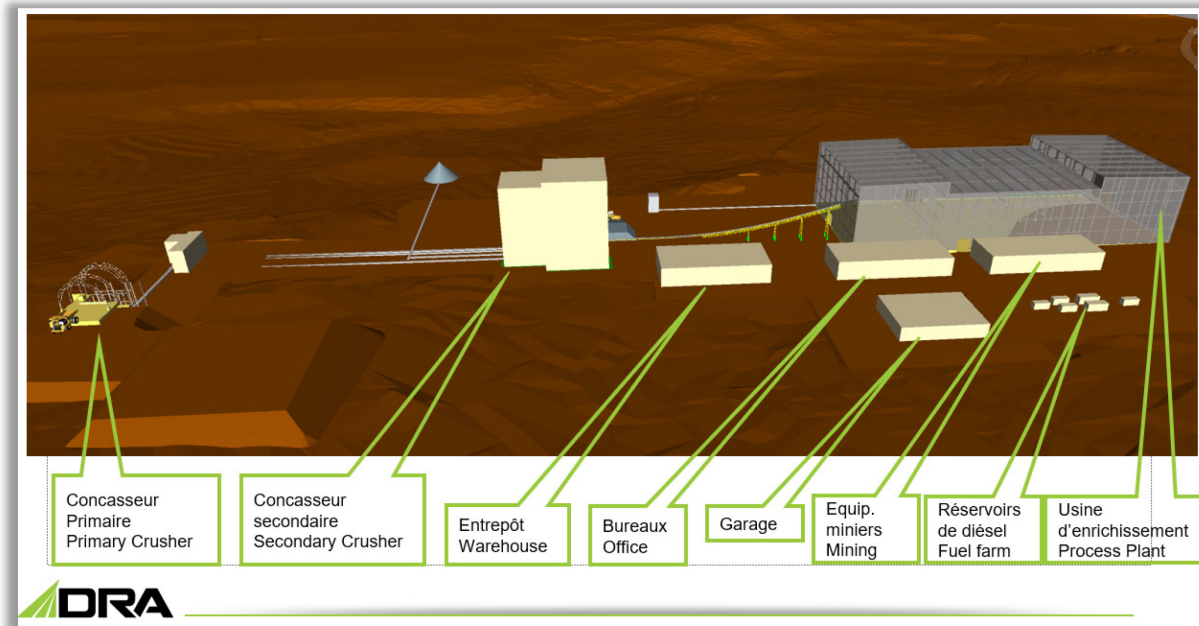 Concasseur
Primaire
Primary Crusher
Concasseur
secondaire
Secondary Crusher
Entrepôt
Warehouse
Bureaux
Office
Garage
Equip.
miniers
Mining
Réservoirs
de diésel
Fuel farm
Usine
d'enrichissement
Process Plant
DRA